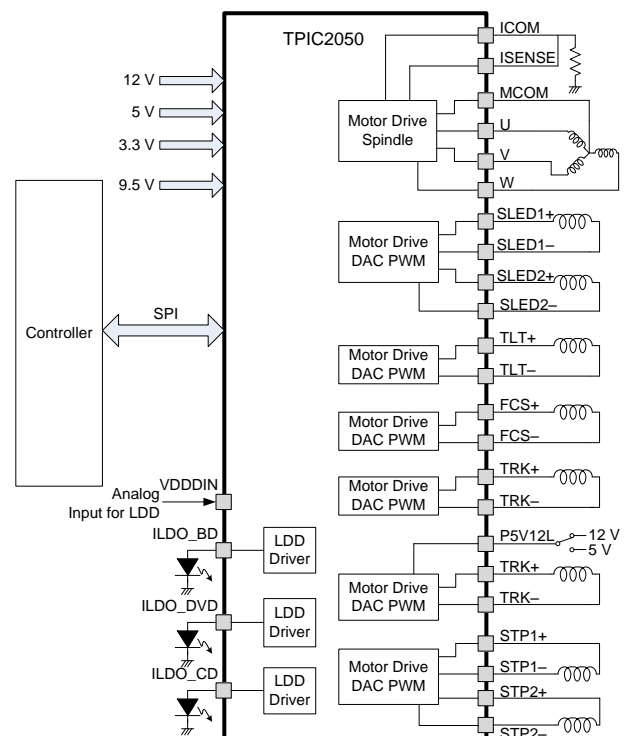 TPIC2050
12 V
5 V
3.3 V
9.5 V
Controller
SPI
Analog
Input for LDD
VDDDIN
ILDO_BD
LDD
Driver
ILDO_DVD
LDD
Driver
ILDO_CD
LDD
Driver
Motor Drive
Spindle
ICOM
ISENSE
MCOM
U
V
W
Motor Drive
DAC PWM
SLED1+
SLED1–
SLED2+
SLED2–
Motor Drive
DAC PWM
TLT+
TLT–
Motor Drive
DAC PWM
FCS+
FCS–
Motor Drive
DAC PWM
TRK+
TRK–
P5V12L
12 V
5 V
Motor Drive
DAC PWM
TRK+
TRK–
Motor Drive
DAC PWM
STP1+
STP1–
STP2+
STP2–